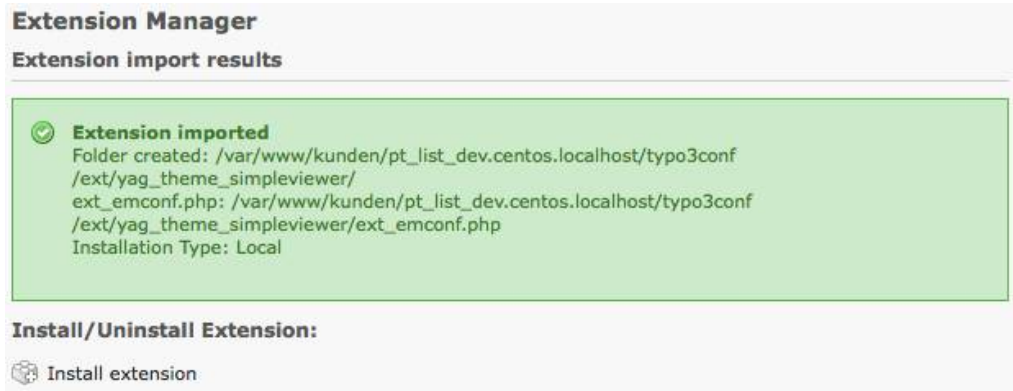 Extension Manager
Extension import results
Extension imported
Folder created: /var/www/kunden/pt_list_dev.centos.localhost/typo3conf
/ext/yag_theme_simpleviewer/
ext_emconf.php: /var/www/kunden/pt_list_dev.centos.localhost/typo3conf
/ext/yag_theme_simpleviewer/ext_emconf.php
Installation Type: Local
Install/Uninstall Extension:
Install extension